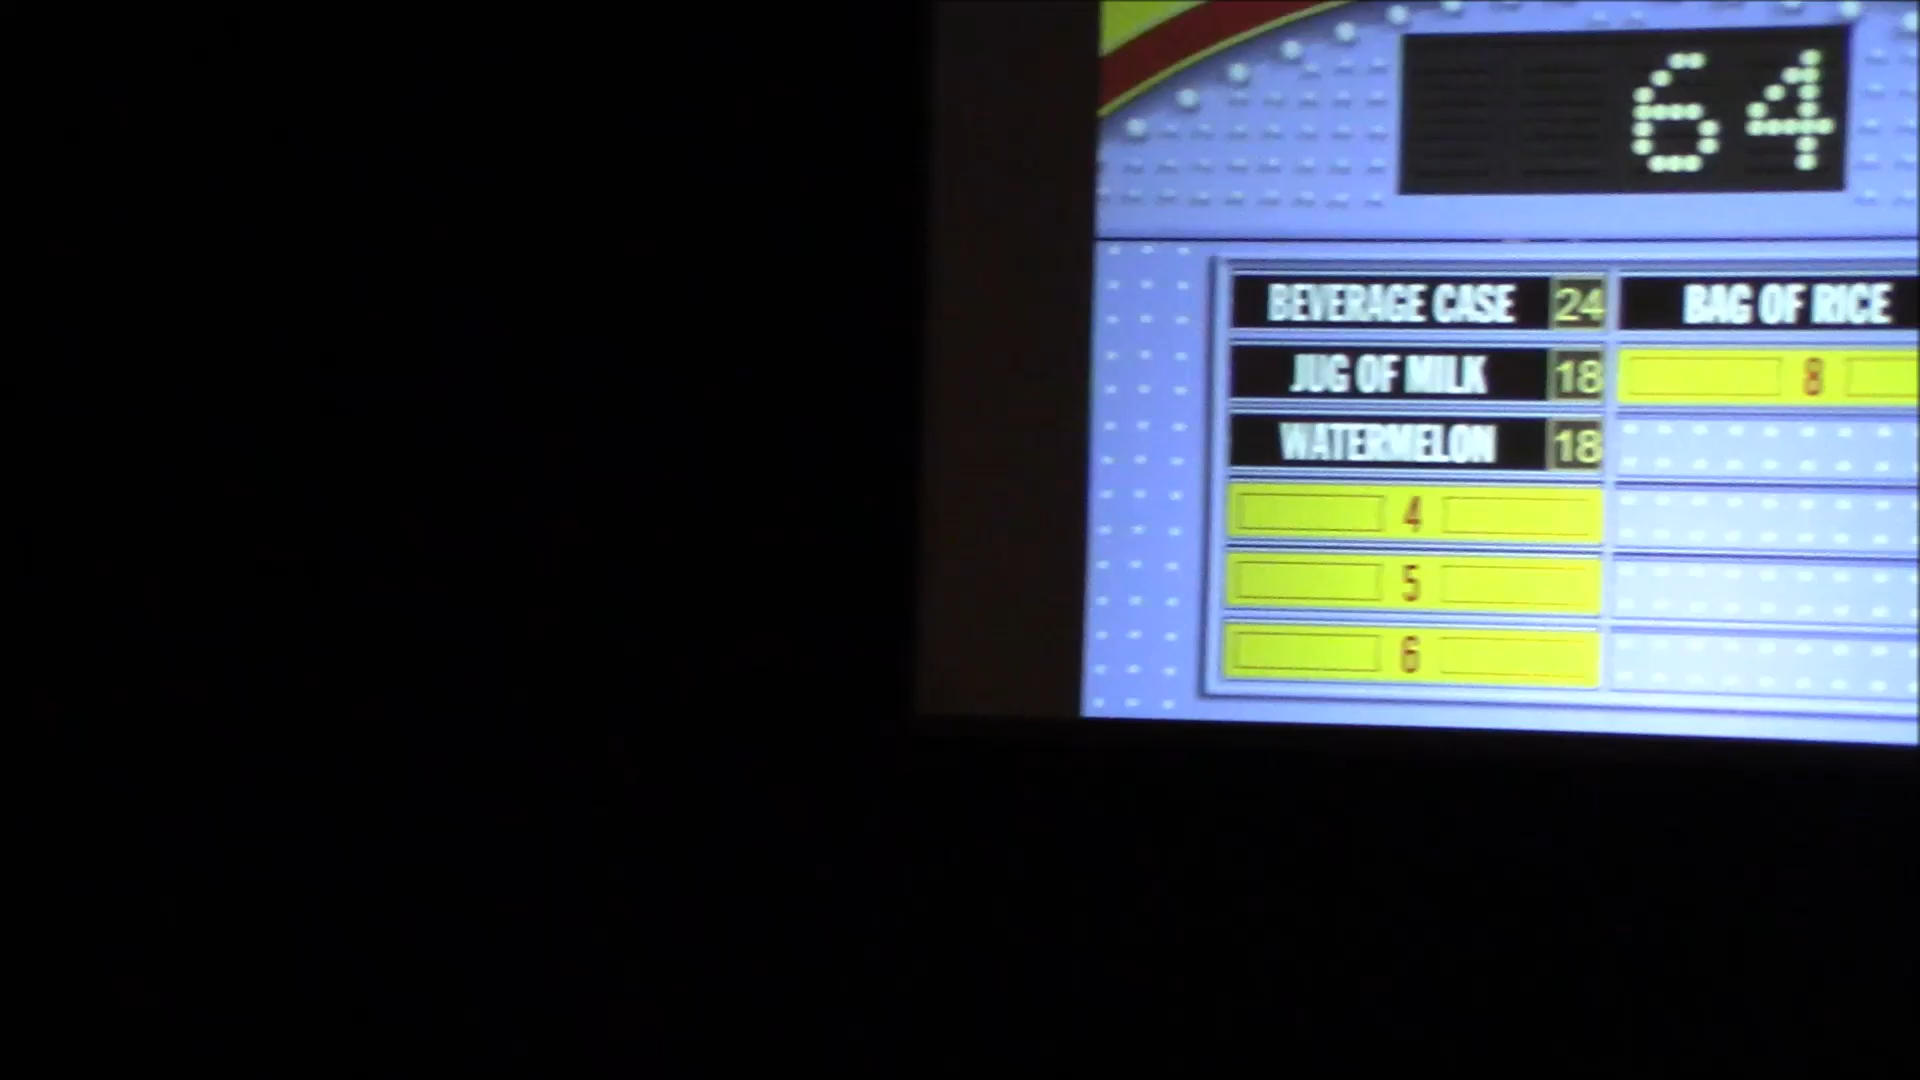 64
BEVERAGE CASE 24
JUG OF MILK 18
WATERMELON 18
4
5
6
BAG OF RICE
8